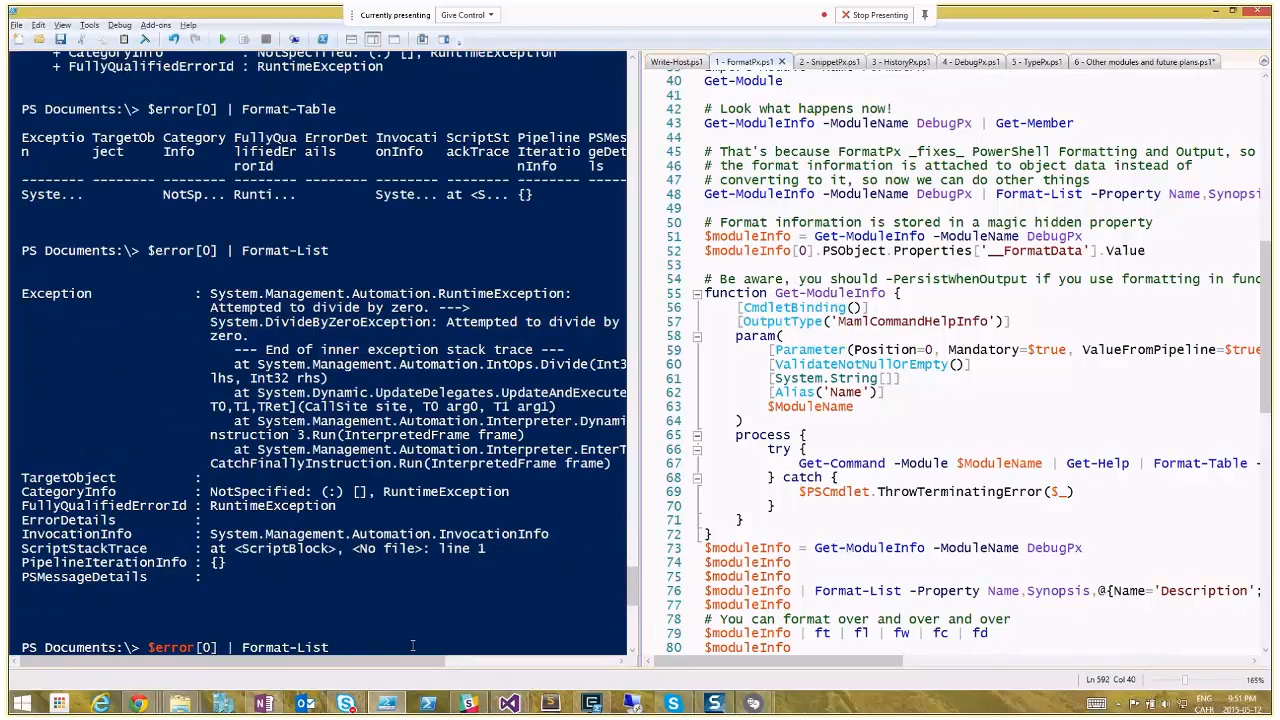 Currently presenting
Give Control
Stop Presenting
File Edit View Tools Debug Add-ons Help
+ CategoryInfo : NotSpecified: (:) [], RuntimeException
+ FullyQualifiedErrorId : RuntimeException
PS Documents:\> $error[0] | Format-Table
Exceptio TargetOb Category FullyQua ErrorDet Invocati ScriptSt Pipeline PSMes
n ject Info lifiedEr ails onInfo ackTrace Iteratio geDet
rorId nInfo ls
-------- -------- -------- -------- -------- -------- -------- -------- -----
Syste... NotSp... Runti... Syste... at <S... {}
PS Documents:\> $error[0] | Format-List
Exception : System.Management.Automation.RuntimeException:
Attempted to divide by zero. --->
System.DivideByZeroException: Attempted to divide by
zero.
--- End of inner exception stack trace ---
at System.Management.Automation.IntOps.Divide(Int3
lhs, Int32 rhs)
at System.Dynamic.UpdateDelegates.UpdateAndExecute
T0,T1,TRet](CallSite site, T0 arg0, T1 arg1)
at System.Management.Automation.Interpreter.Dynami
nstruction`3.Run(InterpretedFrame frame)
at System.Management.Automation.Interpreter.EnterT
CatchFinallyInstruction.Run(InterpretedFrame frame)
TargetObject :
CategoryInfo : NotSpecified: (:) [], RuntimeException
FullyQualifiedErrorId : RuntimeException
ErrorDetails :
InvocationInfo : System.Management.Automation.InvocationInfo
ScriptStackTrace : at <ScriptBlock>, <No file>: line 1
PipelineIterationInfo : {}
PSMessageDetails :
PS Documents:\> $error[0] | Format-List
Write-Host.ps1 1 - FormatPx.ps1 X 2 - SnippetPx.ps1 3 - HistoryPx.ps1 4 - DebugPx.ps1 5 - TypePx.ps1 6 - Other modules and future plans.ps1*
40 Get-Module
41
42 # Look what happens now!
43 Get-ModuleInfo -ModuleName DebugPx | Get-Member
44
45 # That's because FormatPx _fixes_ PowerShell Formatting and Output, so
46 # the format information is attached to object data instead of
47 # converting to it, so now we can do other things
48 Get-ModuleInfo -ModuleName DebugPx | Format-List -Property Name,Synops
49
50 # Format information is stored in a magic hidden property
51 $moduleInfo = Get-ModuleInfo -ModuleName DebugPx
52 $moduleInfo[0].PSObject.Properties['__FormatData'].Value
53
54 # Be aware, you should -PersistWhenOutput if you use formatting in func
55 function Get-ModuleInfo {
56 [CmdletBinding()]
57 [OutputType('MamlCommandHelpInfo')]
58 param(
59 [Parameter(Position=0, Mandatory=$true, ValueFromPipeline=$true
60 [ValidateNotNullOrEmpty()]
61 [System.String[]]
62 [Alias('Name')]
63 $ModuleName
64 )
65 process {
66 try {
67 Get-Command -Module $ModuleName | Get-Help | Format-Table -
68 } catch {
69 $PSCmdlet.ThrowTerminatingError($_)
70 }
71 }
72 }
73 $moduleInfo = Get-ModuleInfo -ModuleName DebugPx
74 $moduleInfo
75 $moduleInfo
76 $moduleInfo | Format-List -Property Name,Synopsis,@{Name='Description';
77 $moduleInfo
78 # You can format over and over and over
79 $moduleInfo | ft | fl | fw | fc | fd
80 $moduleInfo
Ln 592 Col 40 165%
ENG 9:51 PM
CAFR 2015-05-12